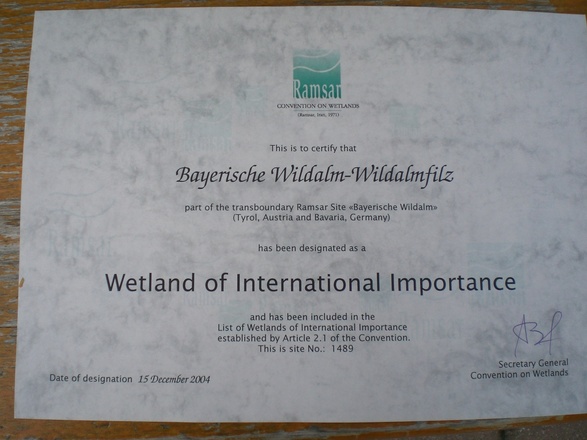 Ramsar
CONVENTION ON WETLANDS
(Ramsar, Iran, 1971)
This is to certify that
Bayerische Wildalm-Wildalmfilz
part of the transboundary Ramsar Site «Bayerische Wildalm»
(Tyrol, Austria and Bavaria, Germany)
has been designated as a
Wetland of International Importance
and has been included in the
List of Wetlands of International Importance
established by Article 2.1 of the Convention.
This is site No.: 1489
Secretary General
Convention on Wetlands
Date of designation 15 December 2004